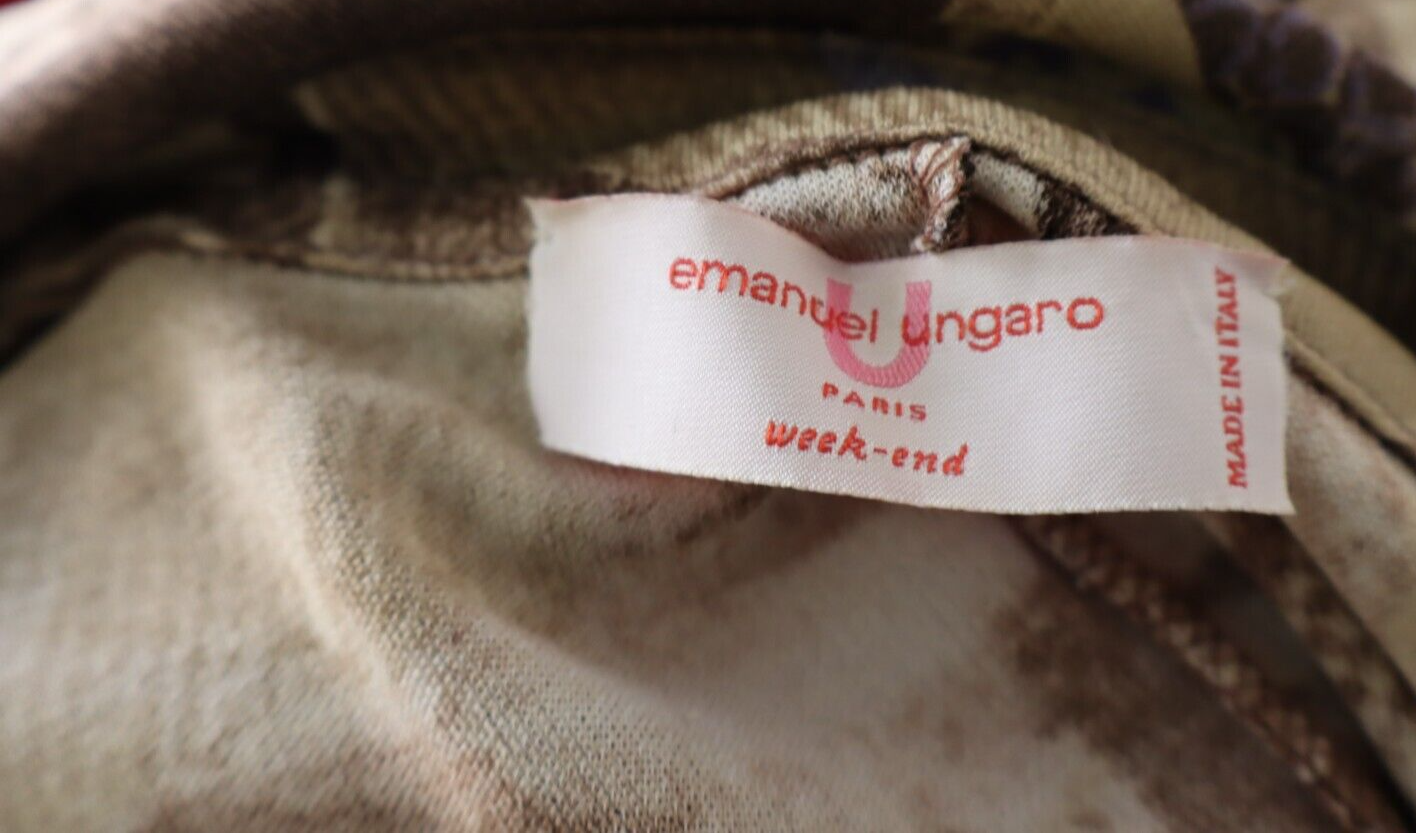 emanuel ungaro
U
PARIS
week-end
MADE IN ITALY